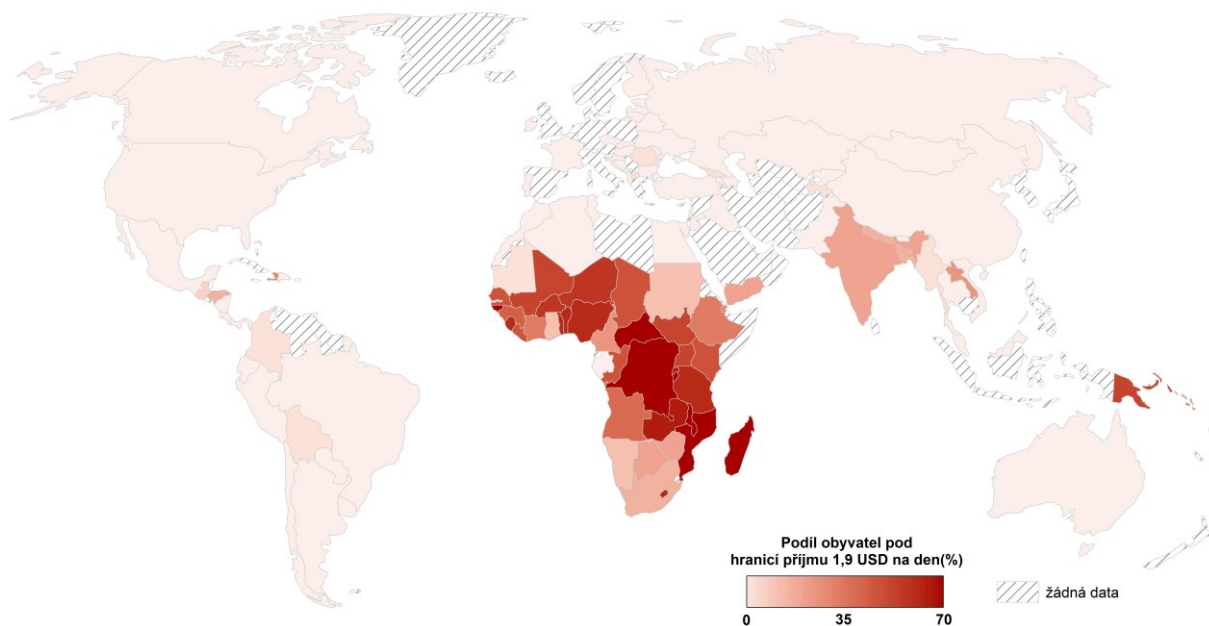 Podíl obyvatel pod
hranicí příjmu 1,9 USD na den(%)
0 35 70
žádná data